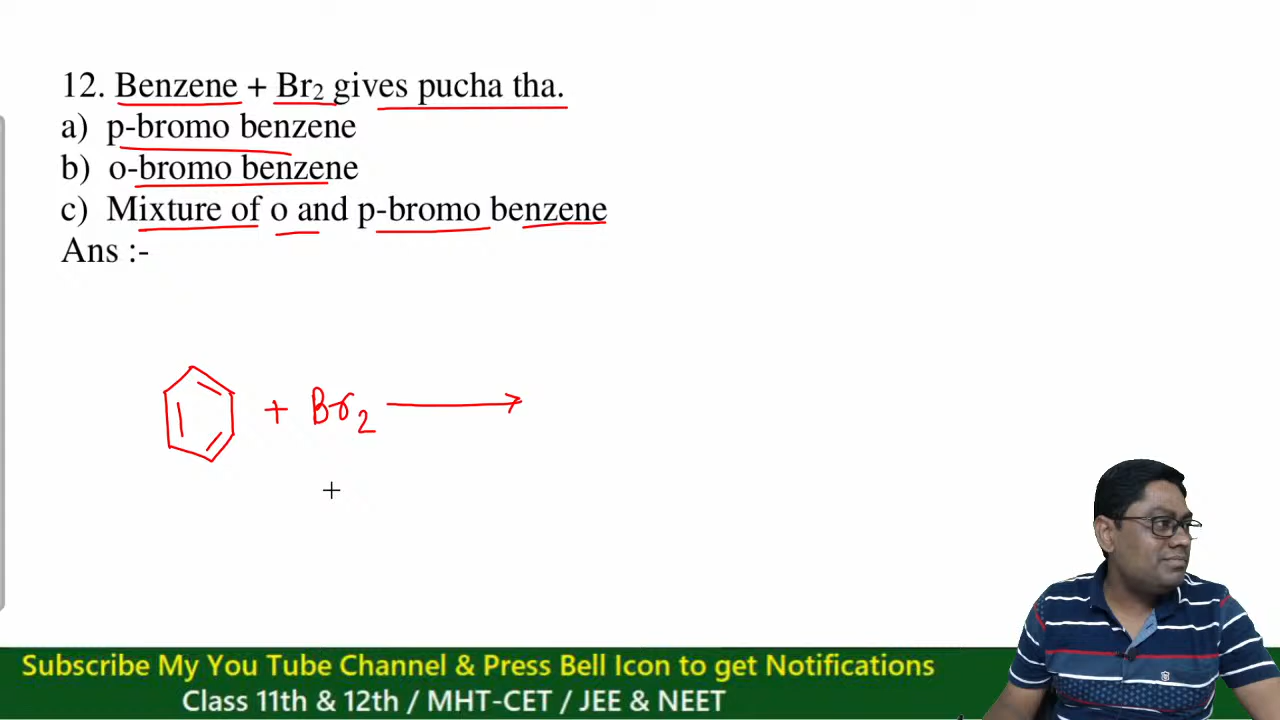 12. Benzene + Br₂ gives pucha tha.
a) p-bromo benzene
b) o-bromo benzene
c) Mixture of o and p-bromo benzene
Ans :-
+ Br₂
Subscribe My You Tube Channel & Press Bell Icon to get Notifications
Class 11th & 12th / MHT-CET / JEE & NEET